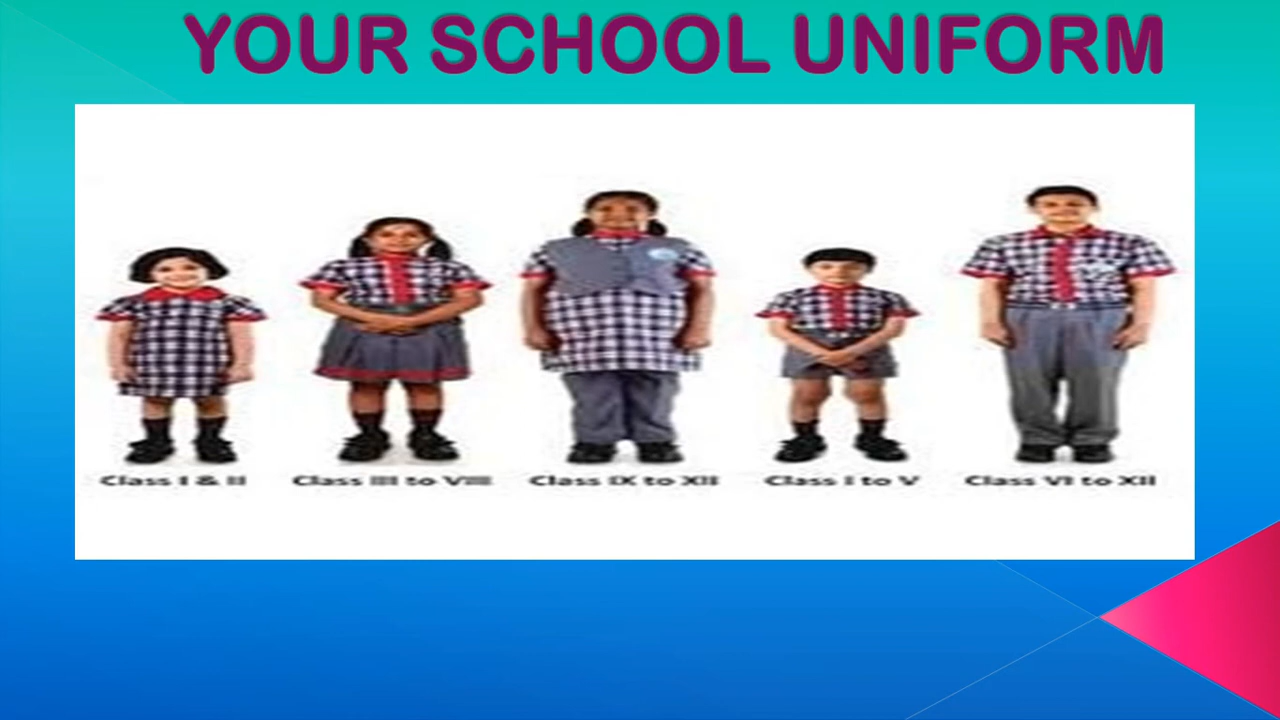 YOUR SCHOOL UNIFORM
Class I & II
Class III to VIII
Class IX to XII
Class I to V
Class VI to XII